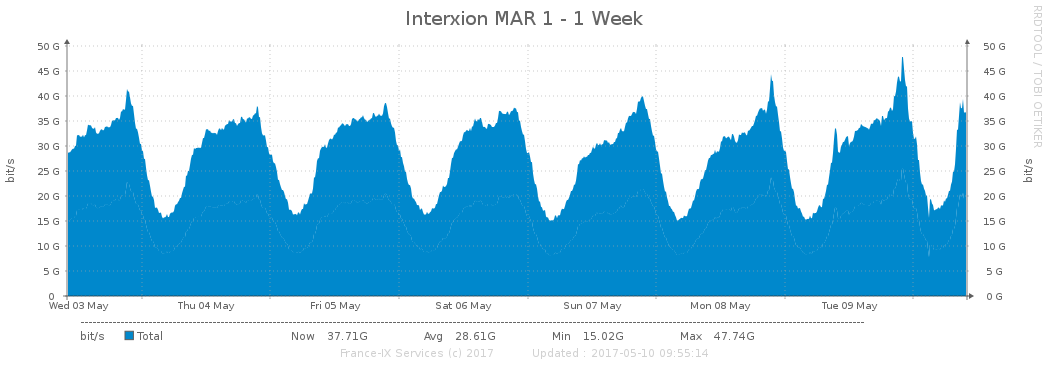 Interxion MAR 1 - 1 Week
RRDTOOL / TOBI OETIKER
50 G 50 G
45 G 45 G
40 G 40 G
35 G 35 G
30 G 30 G
25 G 25 G
20 G 20 G
15 G 15 G
10 G 10 G
5 G 5 G
0 0 G
bit/s bit/s
Wed 03 May Thu 04 May Fri 05 May Sat 06 May Sun 07 May Mon 08 May Tue 09 May
bit/s Total Now 37.71G Avg 28.61G Min 15.02G Max 47.74G
France-IX Services (c) 2017 Updated : 2017-05-10 09:55:14